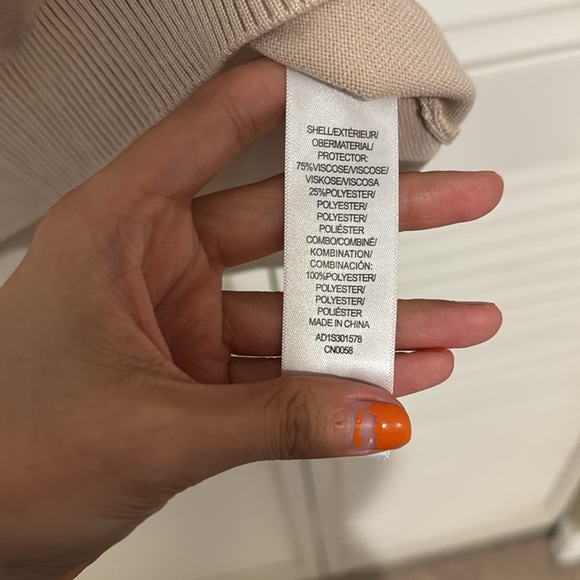 SHELL/EXTÉRIEUR/
OBERMATERIAL/
PROTECTOR:
75%VISCOSE/VISCOSE/
VISKOSE/VISCOSA
25%POLYESTER/
POLYESTER/
POLYESTER/
POLIÉSTER
COMBO/COMBINÉ/
KOMBINATION/
COMBINACIÓN:
100%POLYESTER/
POLYESTER/
POLYESTER/
POLIÉSTER
MADE IN CHINA
AD1S301578
CN0058